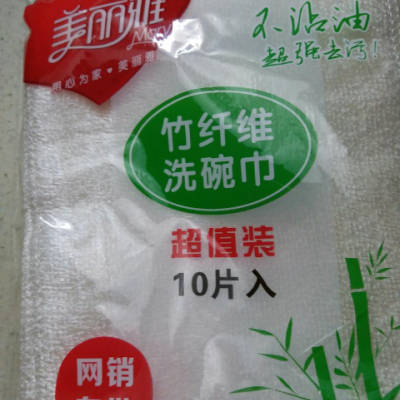 美丽雅
Mary
用心为家♥美丽雅
不沾油
超强去污!
竹纤维
洗碗巾
超值装
10片入
网销